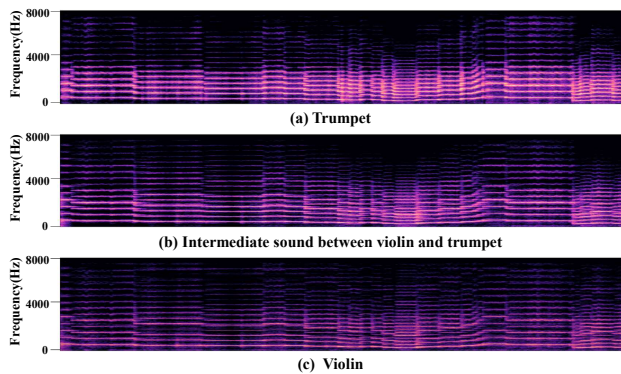 8000
Frequency(Hz)
4000
0
(a) Trumpet
8000
Frequency(Hz)
4000
0
(b) Intermediate sound between violin and trumpet
8000
Frequency(Hz)
4000
0
(c) Violin